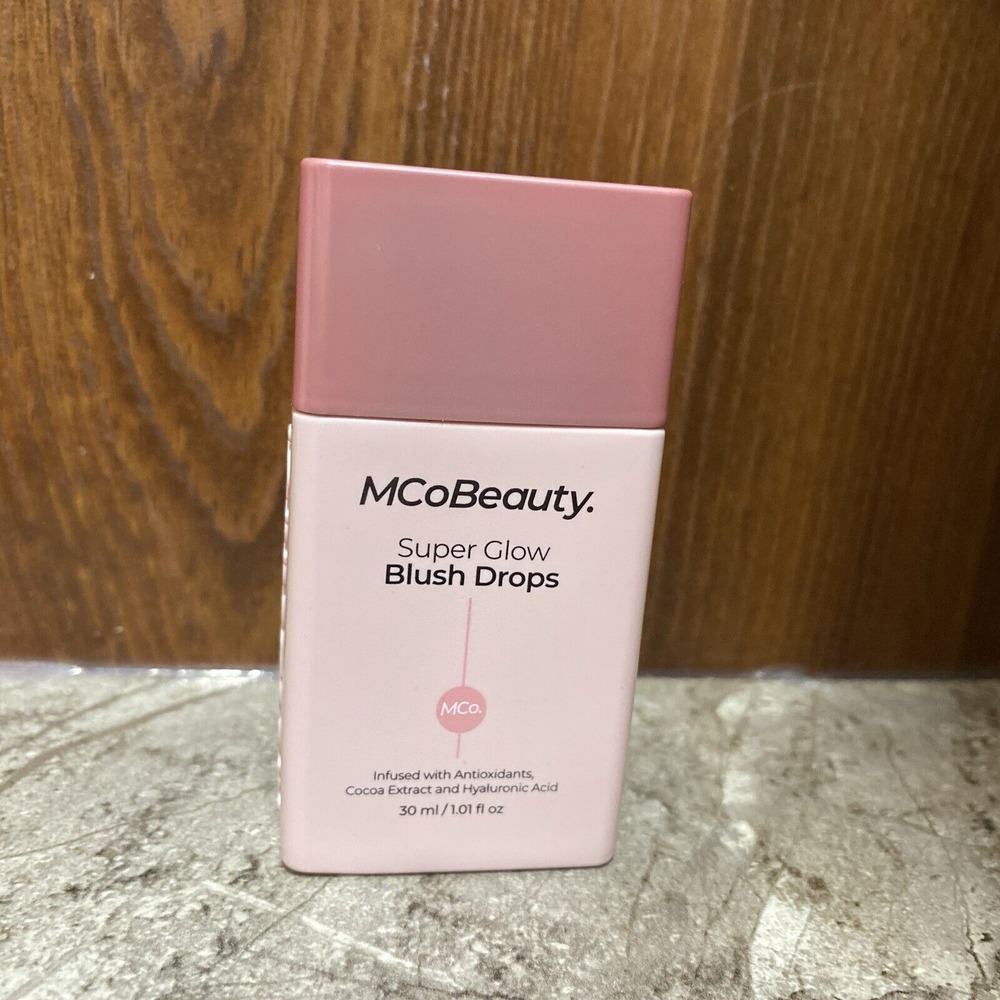 MCoBeauty.
Super Glow
Blush Drops
MCo.
Infused with Antioxidants,
Cocoa Extract and Hyaluronic Acid
30 ml / 1.01 fl oz